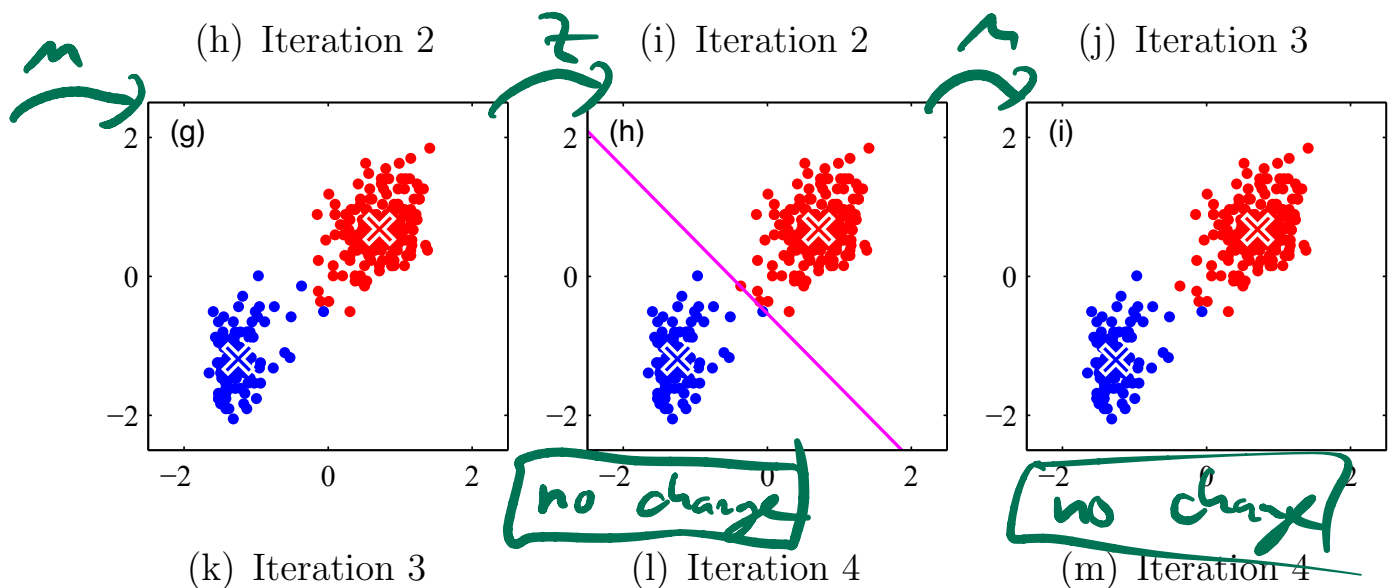 (h) Iteration 2 (i) Iteration 2 (j) Iteration 3
z
(g) (h) (i)
2 2 2
0 0 0
−2 −2 −2
−2 0 2 −2 0 2 −2 0 2
no change no change
(k) Iteration 3 (l) Iteration 4 (m) Iteration 4